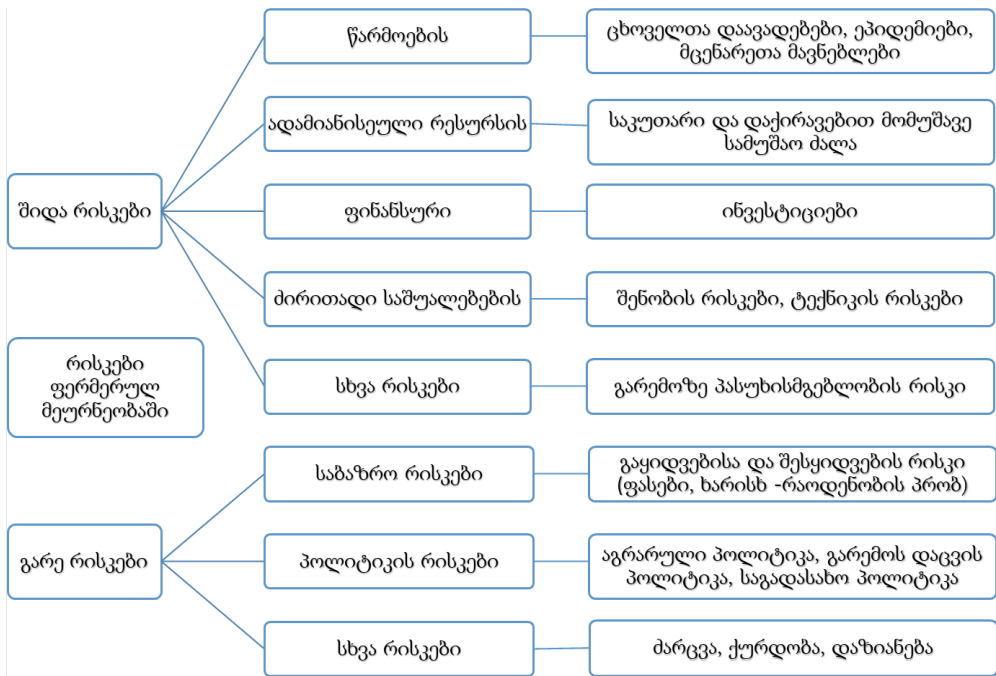 წარმოების
ცხოველთა დაავადებები, ეპიდემიები,
მცენარეთა მავნებლები
ადამიანისეული რესურსის
საკუთარი და დაქირავებით მომუშავე
სამუშაო ძალა
შიდა რისკები
ფინანსური
ინვესტიციები
ძირითადი საშუალებების
შენობის რისკები, ტექნიკის რისკები
რისკები
ფერმერულ
მეურნეობაში
სხვა რისკები
გარემოზე პასუხისმგებლობის რისკი
საბაზრო რისკები
გაყიდვებისა და შესყიდვების რისკი
(ფასები, ხარისხ -რაოდენობის პრობ)
გარე რისკები
პოლიტიკის რისკები
აგრარული პოლიტიკა, გარემოს დაცვის
პოლიტიკა, საგადასახო პოლიტიკა
სხვა რისკები
ძარცვა, ქურდობა, დაზიანება